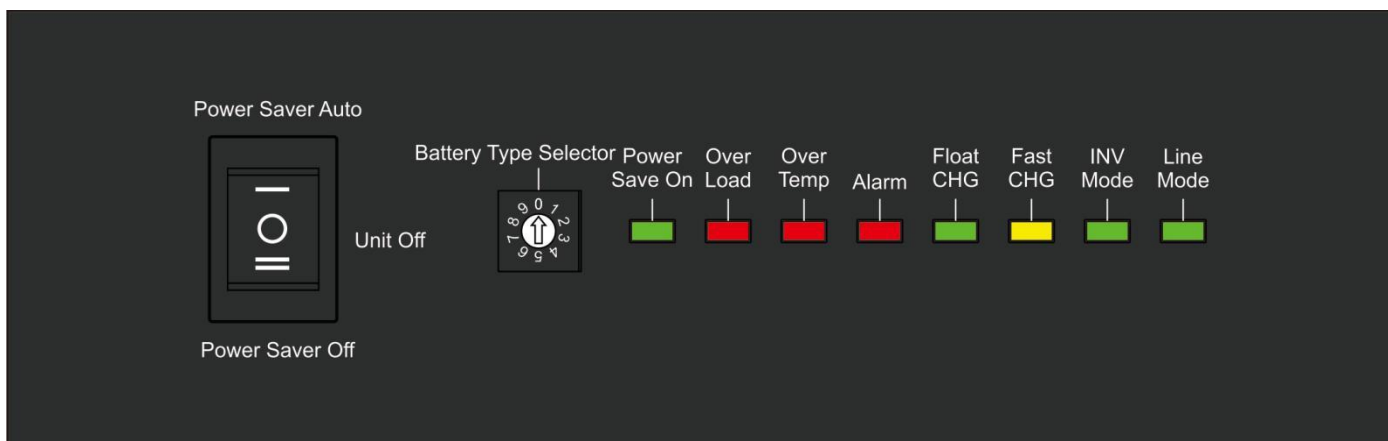 Power Saver Auto
Unit Off
Power Saver Off
Battery Type Selector
0 1 2 3 4 5 6 7 8 9
Power
Save On
Over
Load
Over
Temp
Alarm
Float
CHG
Fast
CHG
INV
Mode
Line
Mode